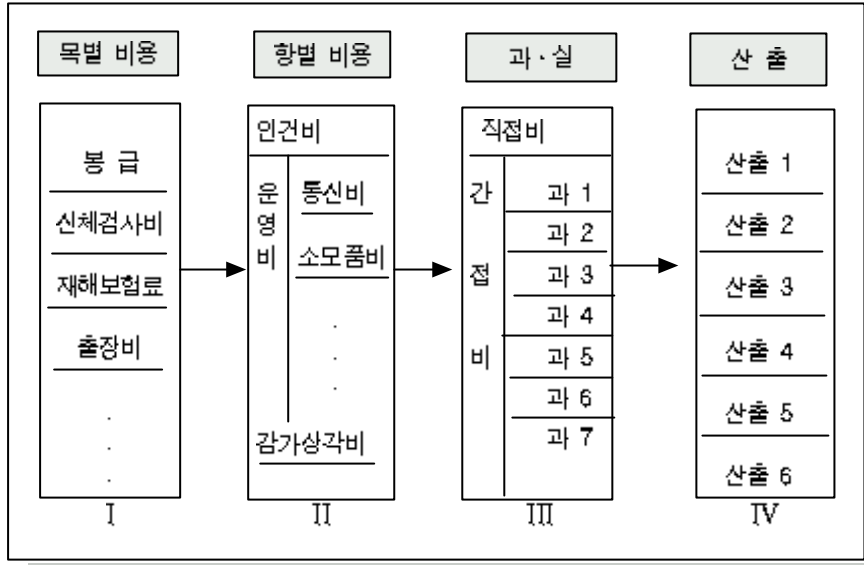 목별 비용
항별 비용
과·실
산 출
봉 급
신체검사비
재해보험료
출장비
.
.
.
I
인건비
운
영
비
통신비
소모품비
.
.
.
감가상각비
II
직접비
간
접
비
과 1
과 2
과 3
과 4
과 5
과 6
과 7
III
산출 1
산출 2
산출 3
산출 4
산출 5
산출 6
IV